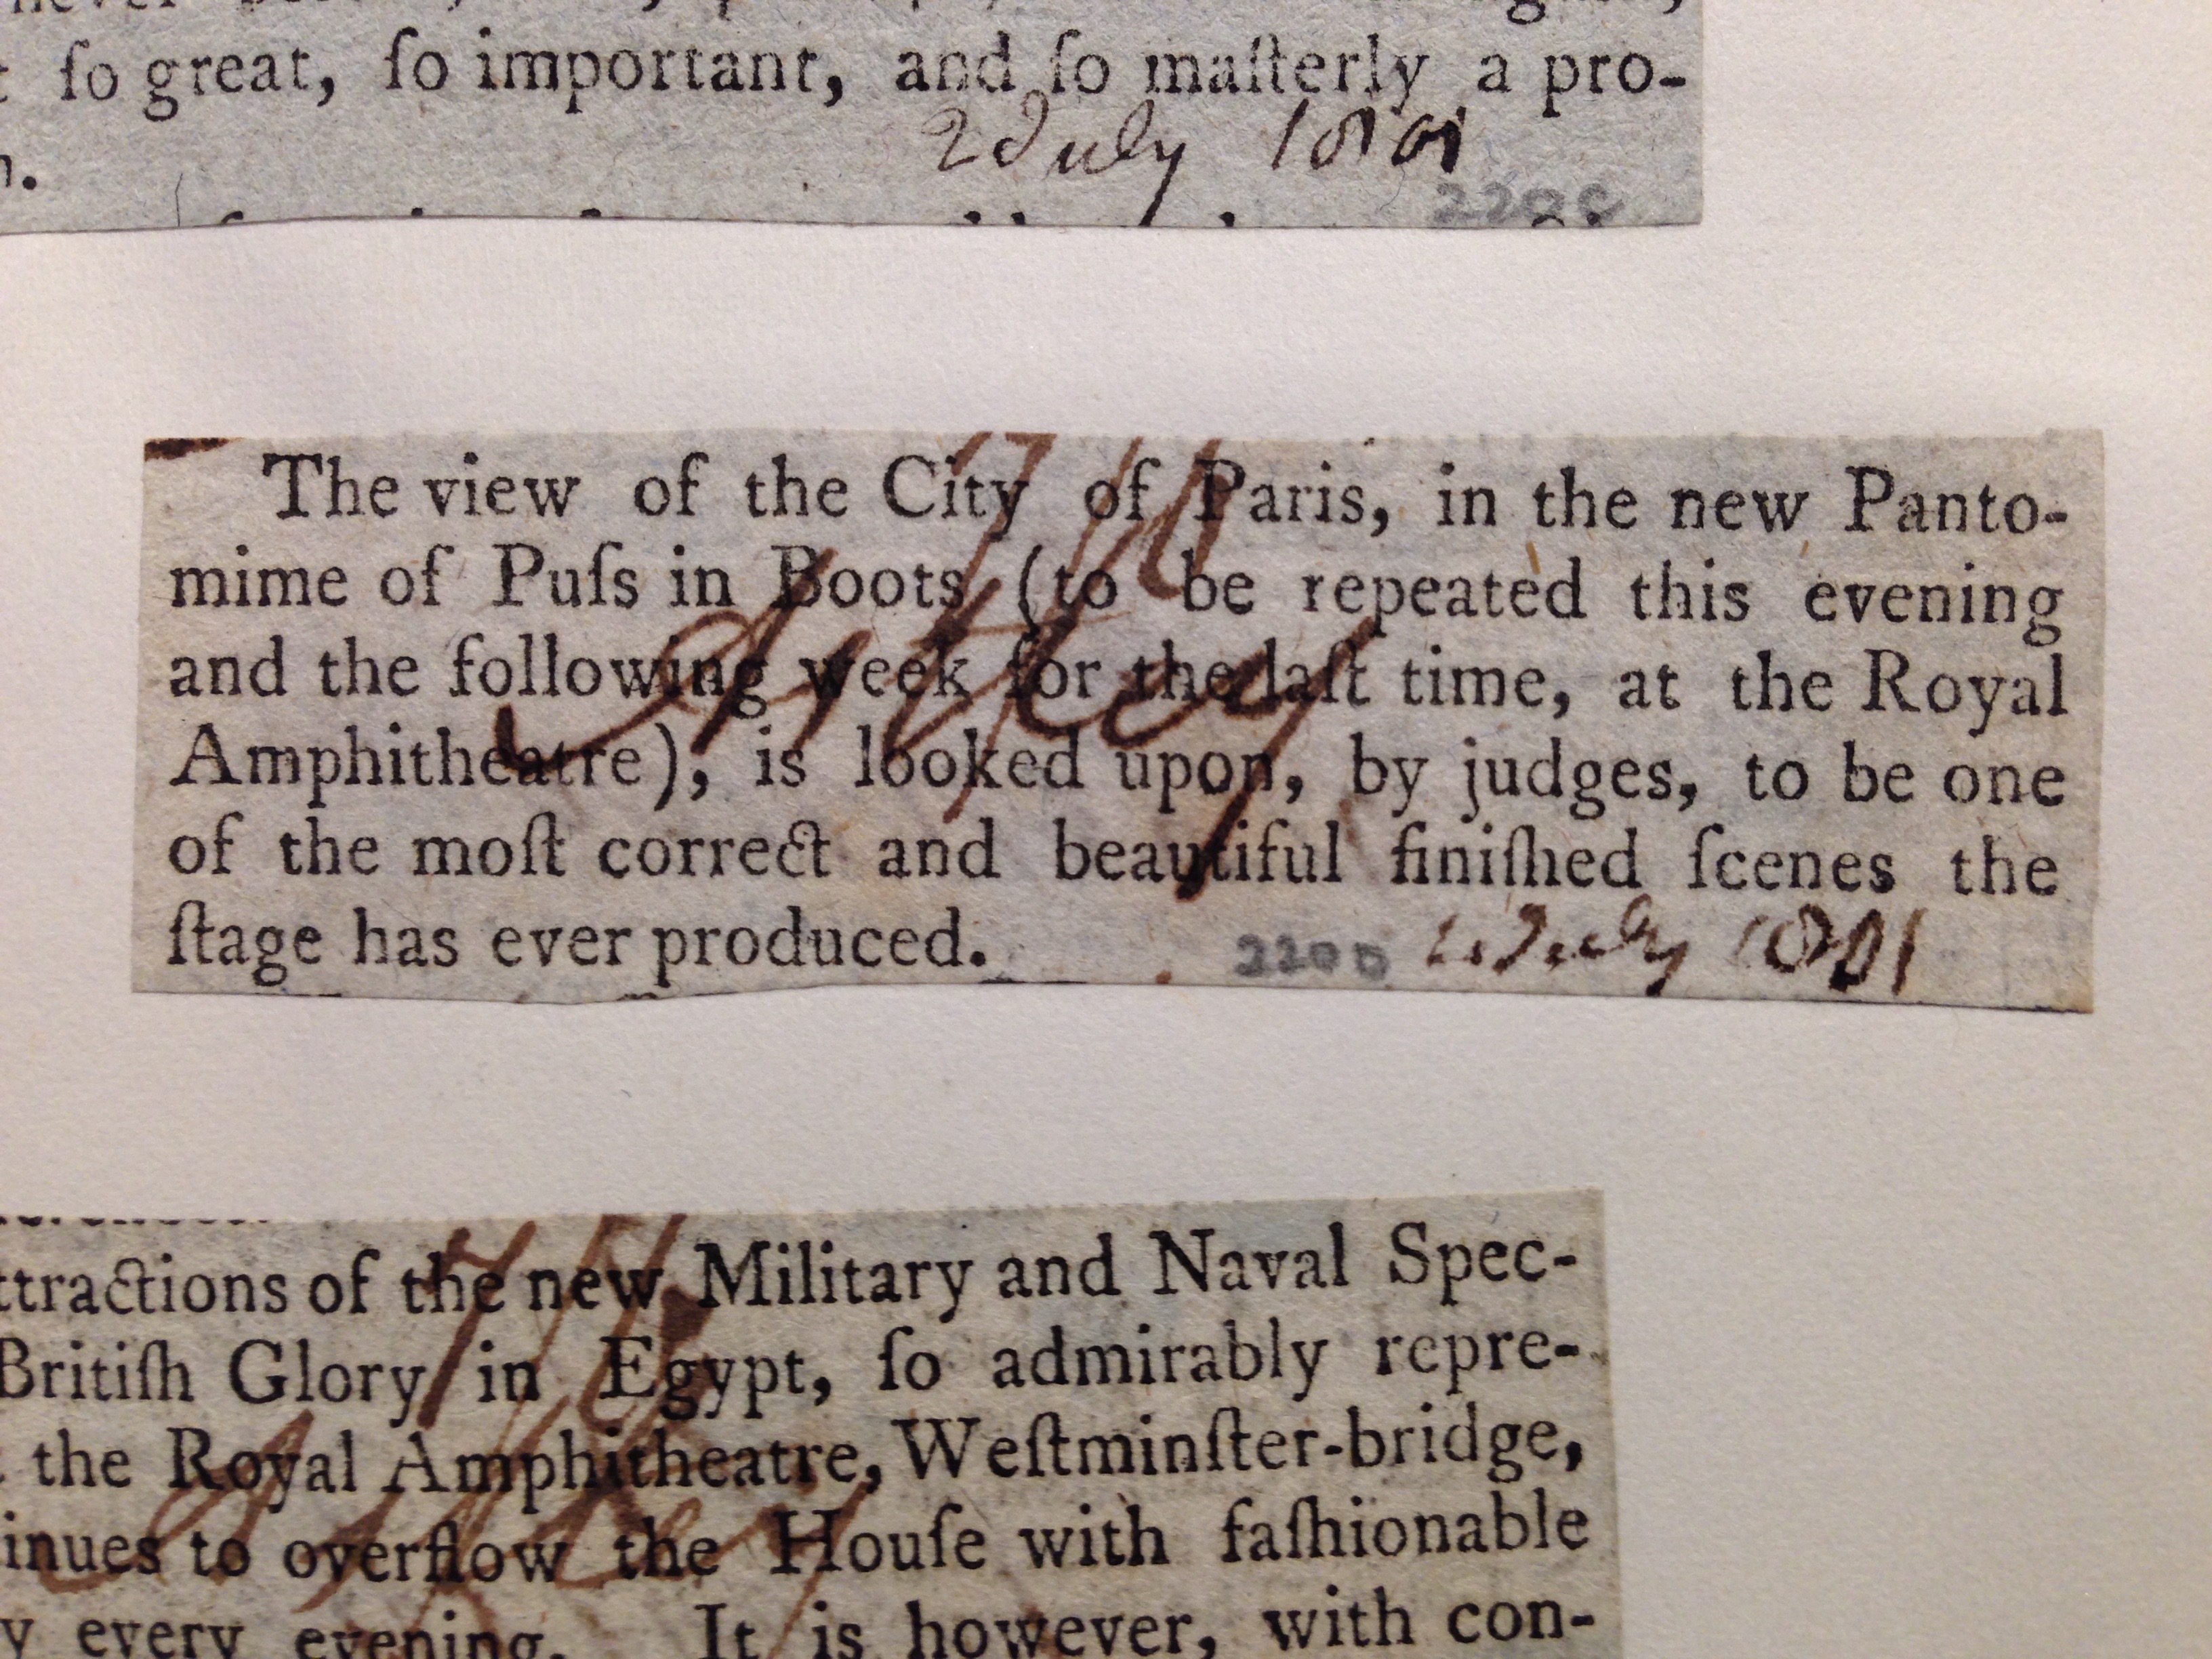 ſo great, ſo important, and ſo maſterly a pro-
2 July 1801
n.
2200
The view of the City of Paris, in the new Panto-
mime of Puſs in Boots (to be repeated this evening
and the following week for the laſt time, at the Royal
Amphitheatre), is looked upon, by judges, to be one
of the moſt correct and beautiful finiſhed ſcenes the
ſtage has ever produced.
2200 July 1801
Aſtley
ttractions of the new Military and Naval Spec-
Britiſh Glory in Egypt, ſo admirably repre-
the Royal Amphitheatre, Weſtminſter-bridge,
inues to overflow the Houſe with faſhionable
y every evening. It is however, with con-